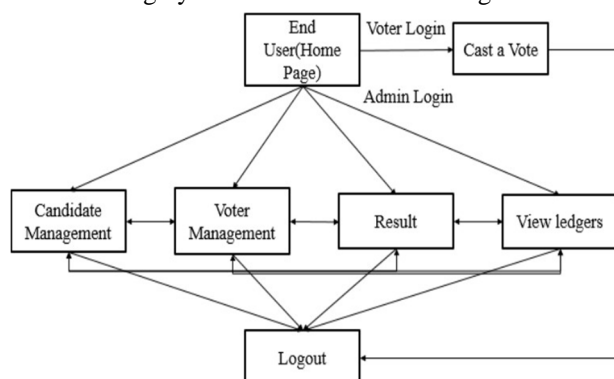 End
User(Home
Page)
Voter Login
Cast a Vote
Admin Login
Candidate
Management
Voter
Management
Result
View ledgers
Logout